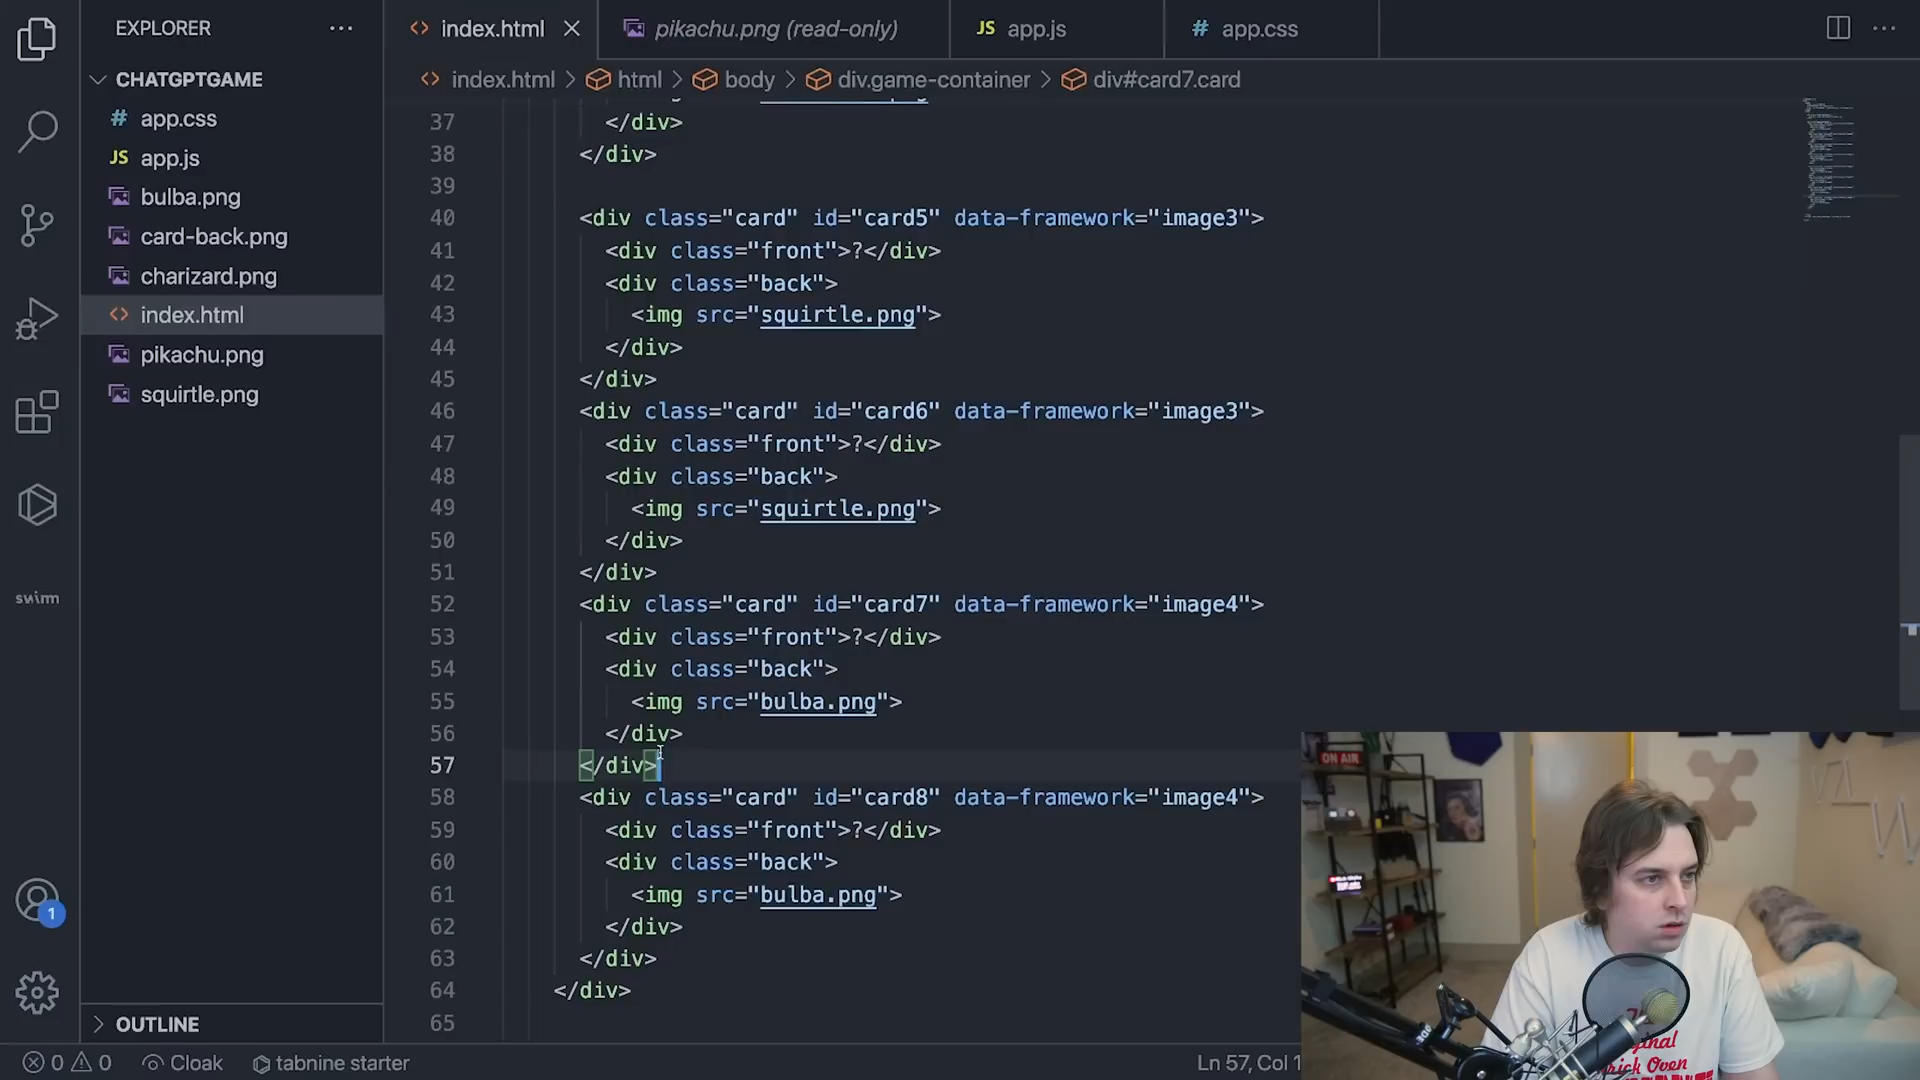 EXPLORER
CHATGPTGAME
app.css
JS app.js
bulba.png
card-back.png
charizard.png
index.html
pikachu.png
squirtle.png
OUTLINE
swimm
1
index.html
pikachu.png (read-only)
JS app.js
# app.css
index.html > html > body > div.game-container > div#card7.card
37 </div>
38 </div>
39
40 <div class="card" id="card5" data-framework="image3">
41 <div class="front">?</div>
42 <div class="back">
43 <img src="squirtle.png">
44 </div>
45 </div>
46 <div class="card" id="card6" data-framework="image3">
47 <div class="front">?</div>
48 <div class="back">
49 <img src="squirtle.png">
50 </div>
51 </div>
52 <div class="card" id="card7" data-framework="image4">
53 <div class="front">?</div>
54 <div class="back">
55 <img src="bulba.png">
56 </div>
57 </div>
58 <div class="card" id="card8" data-framework="image4">
59 <div class="front">?</div>
60 <div class="back">
61 <img src="bulba.png">
62 </div>
63 </div>
64 </div>
65
ON AIR
0 0 Cloak tabnine starter
Ln 57, Col 1